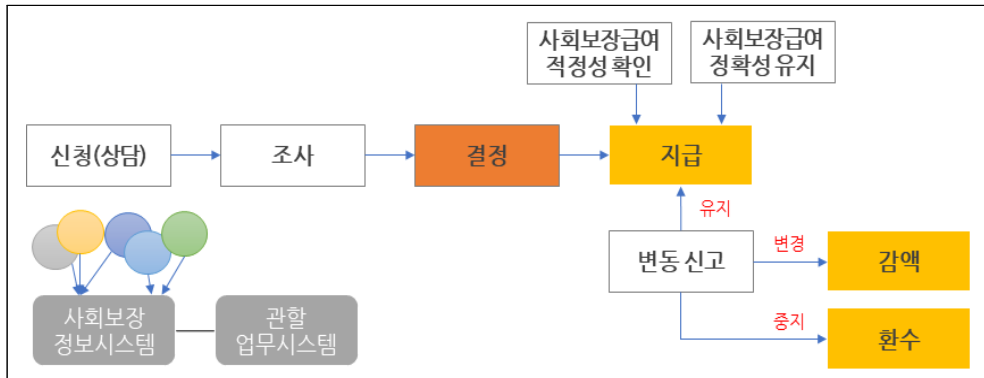 사회보장급여
적정성 확인
사회보장급여
정확성 유지
신청(상담)
조사
결정
지급
유지
변동 신고
변경
감액
중지
환수
사회보장
정보시스템
관할
업무시스템